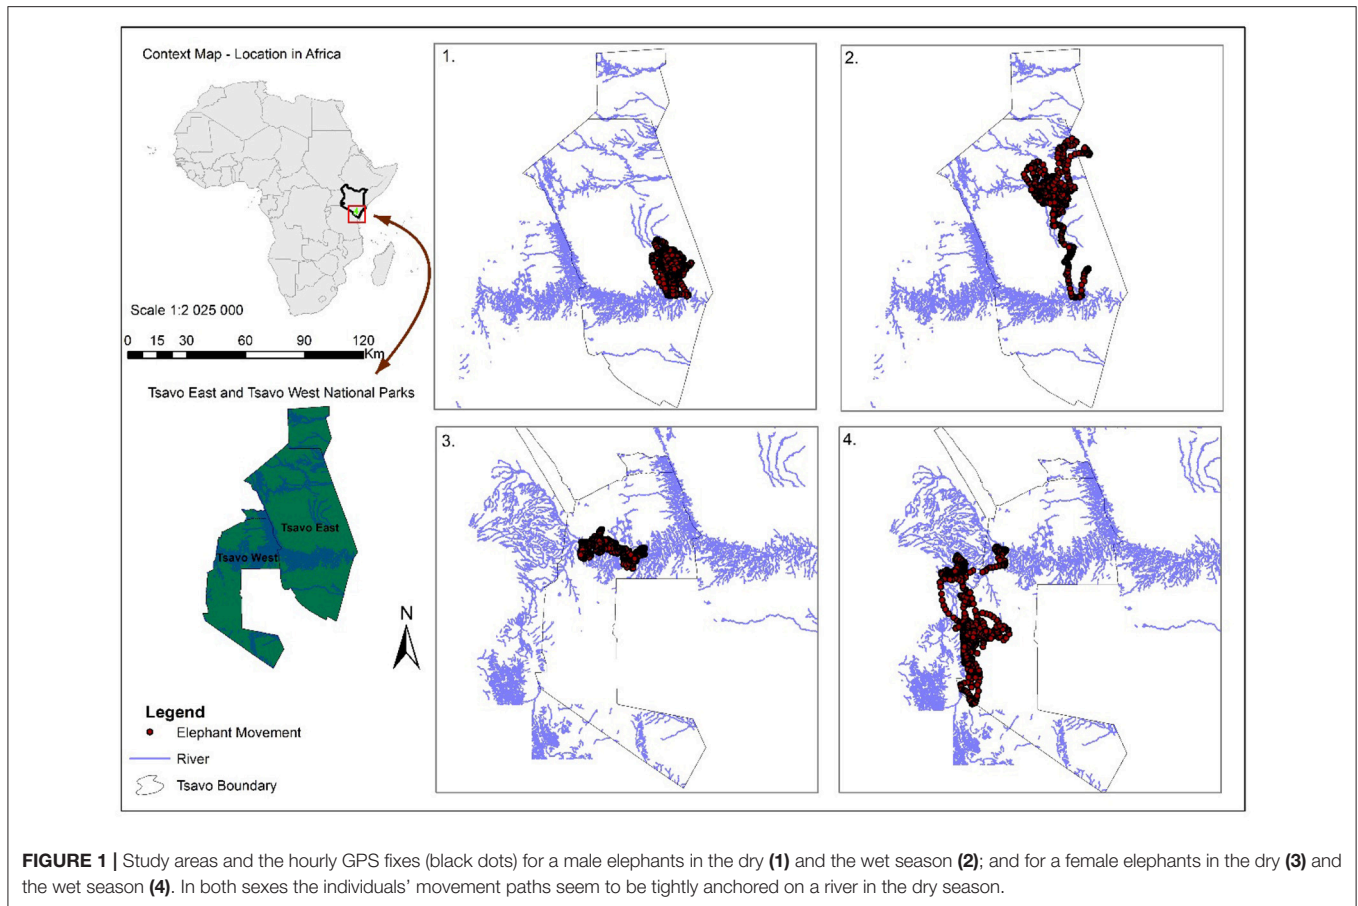 Context Map - Location in Africa
Scale 1:2 025 000
0 15 30 60 90 120
Km
Tsavo East and Tsavo West National Parks
Tsavo East
Tsavo West
N
Legend
Elephant Movement
River
Tsavo Boundary
1.
2.
3.
4.
FIGURE 1 | Study areas and the hourly GPS fixes (black dots) for a male elephants in the dry (1) and the wet season (2); and for a female elephants in the dry (3) and
the wet season (4). In both sexes the individuals' movement paths seem to be tightly anchored on a river in the dry season.